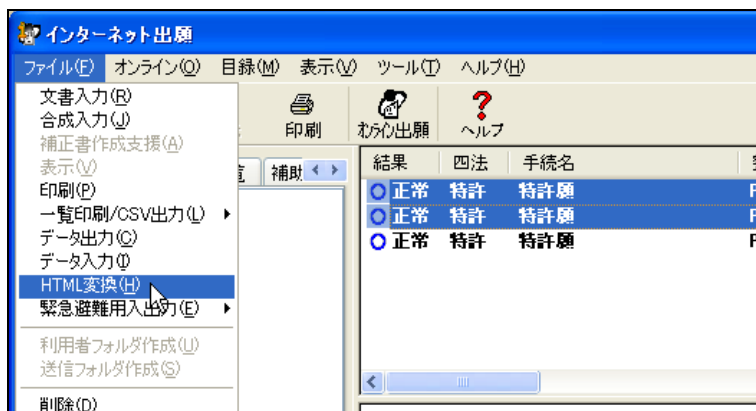 インターネット出願
ファイル(F) オンライン(O) 目録(M) 表示(V) ツール(T) ヘルプ(H)
文書入力(R)
合成入力(J)
補正書作成支援(A)
表示(V)
印刷(P)
一覧印刷/CSV出力(L)
データ出力(C)
データ入力(I)
HTML変換(H)
緊急避難用入出力(E)
利用者フォルダ作成(U)
送信フォルダ作成(S)
削除(D)
印刷 オンライン出願 ヘルプ
補助
結果 四法 手続名
正常 特許 特許願
正常 特許 特許願
正常 特許 特許願